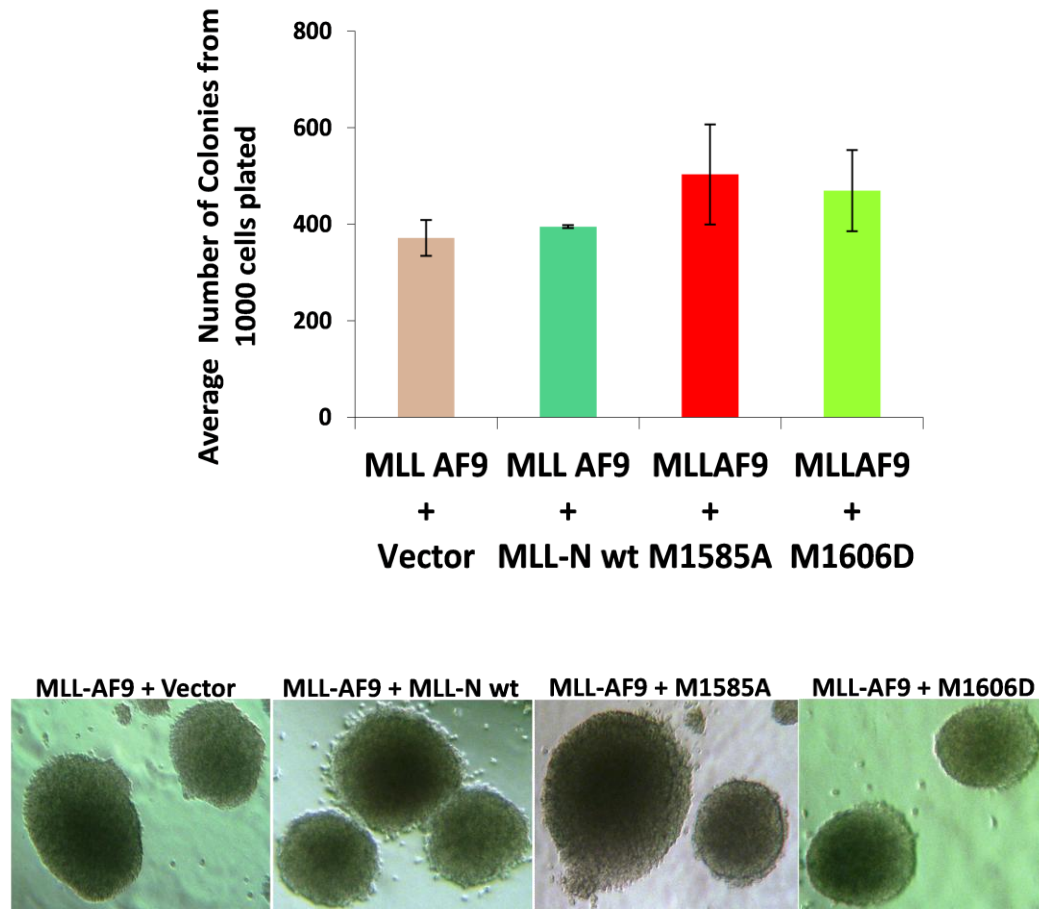 800
600
400
200
0
Average Number of Colonies from
1000 cells plated
MLL AF9 MLL AF9 MLLAF9 MLLAF9
+ + + +
Vector MLL-N wt M1585A M1606D
MLL-AF9 + Vector MLL-AF9 + MLL-N wt MLL-AF9 + M1585A MLL-AF9 + M1606D